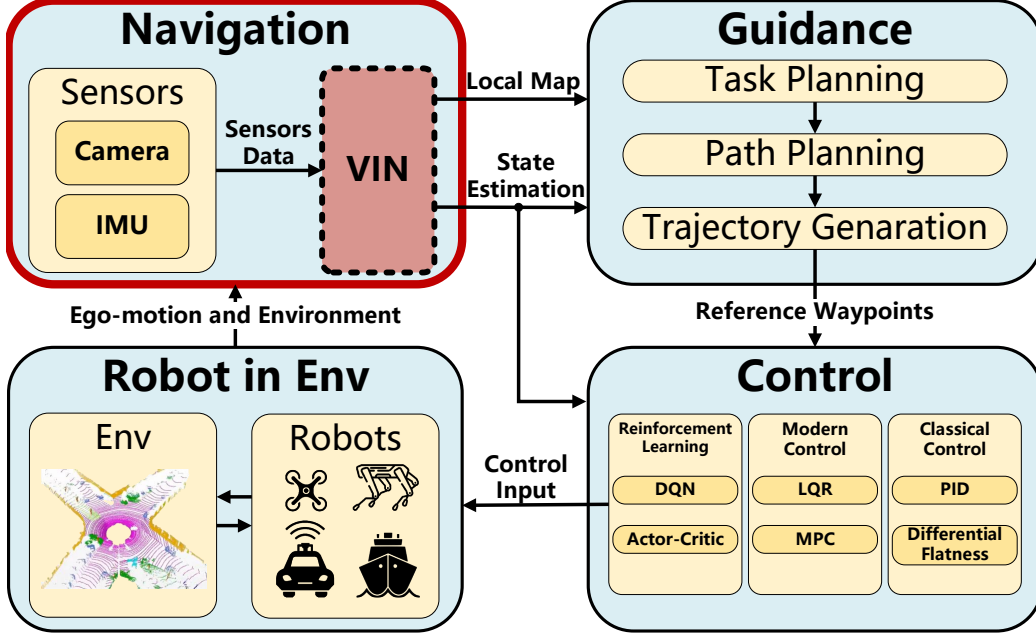 Navigation
Sensors
Camera
IMU
Sensors
Data
VIN
Local Map
State
Estimation
Guidance
Task Planning
Path Planning
Trajectory Genaration
Ego-motion and Environment
Reference Waypoints
Robot in Env
Env
Robots
Control
Input
Control
Reinforcement
Learning
DQN
Actor-Critic
Modern
Control
LQR
MPC
Classical
Control
PID
Differential
Flatness